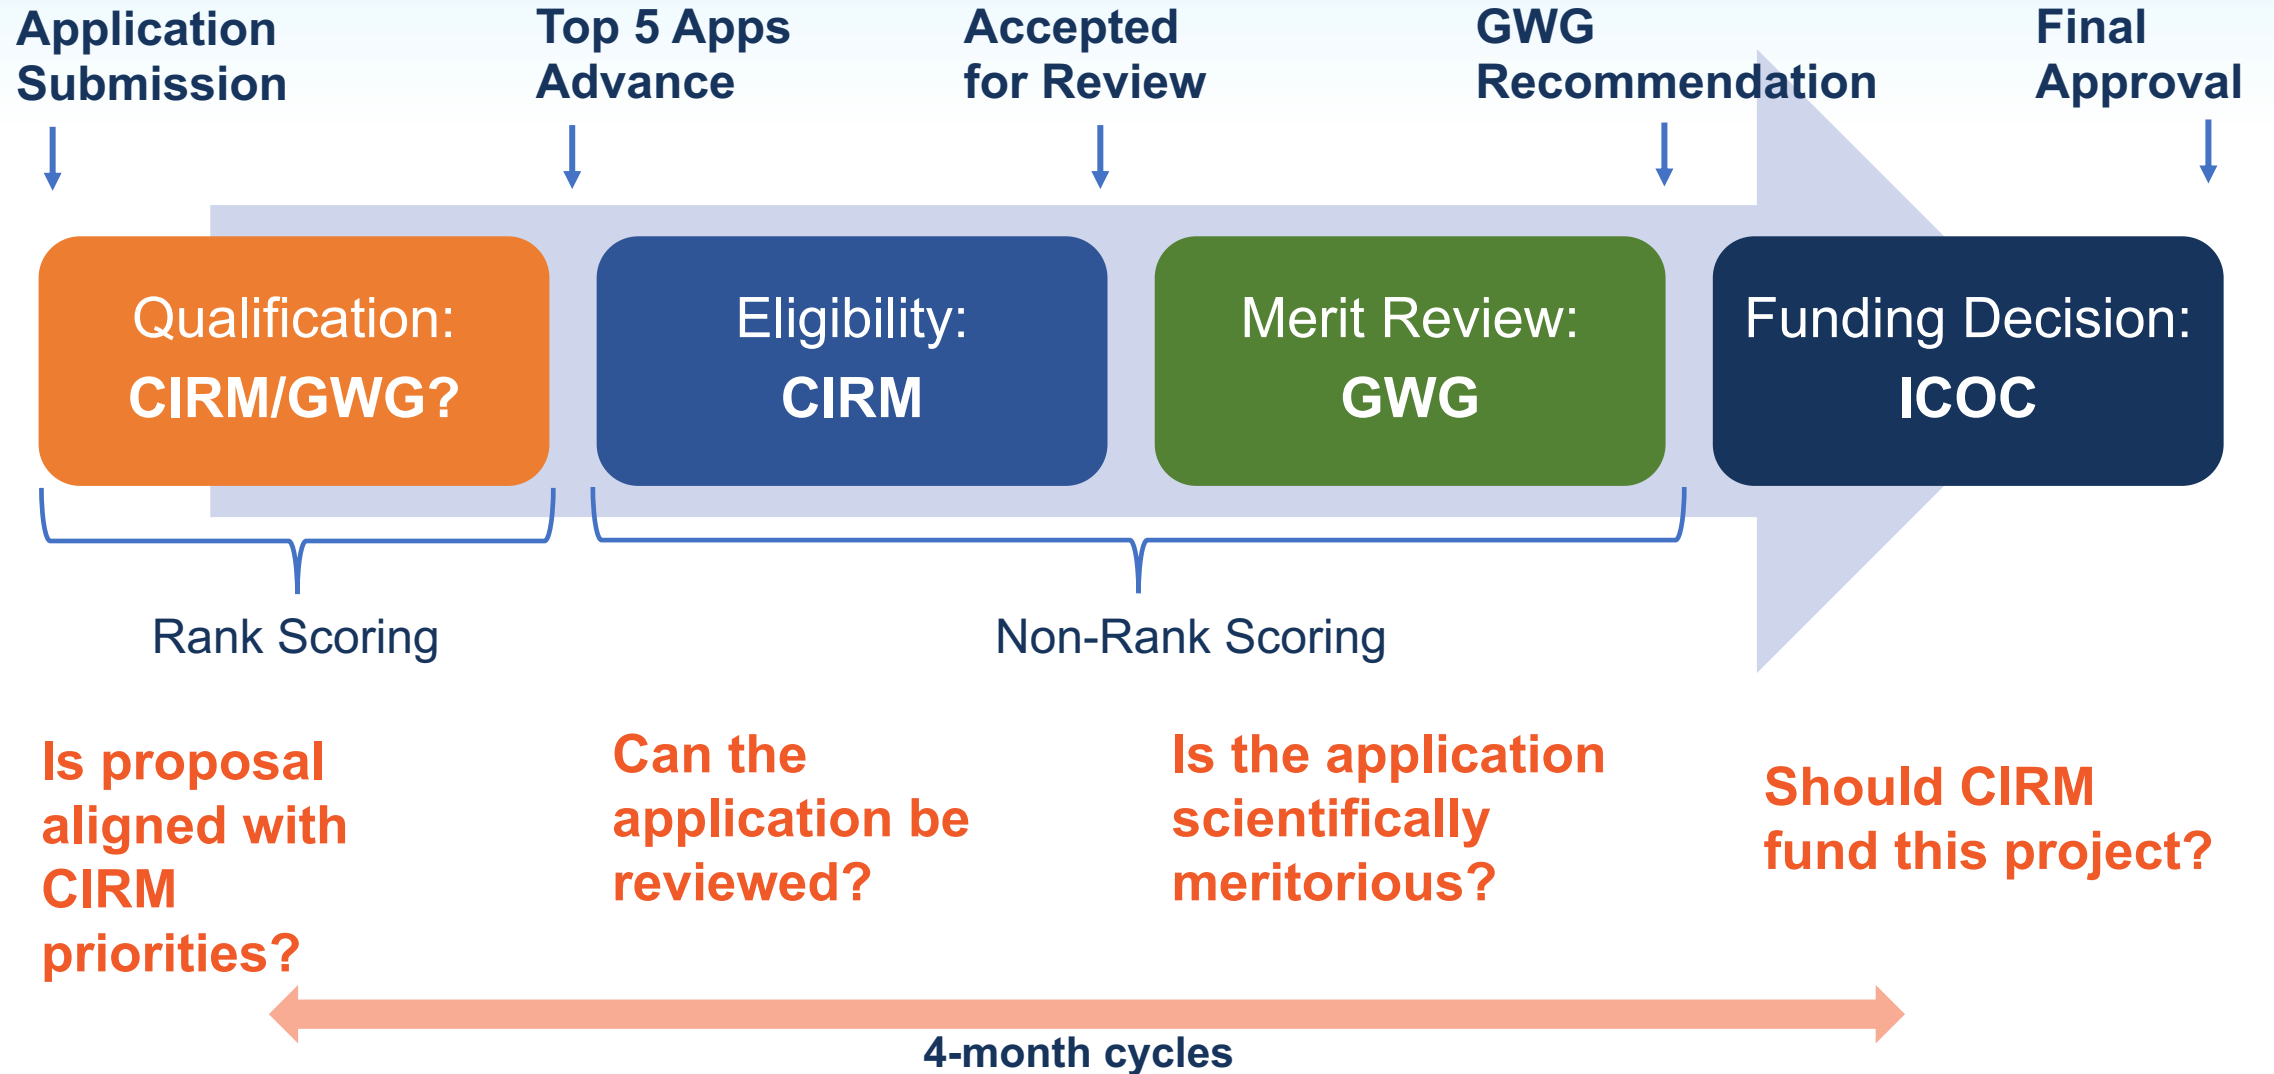 Application
Submission
Top 5 Apps
Advance
Accepted
for Review
GWG
Recommendation
Final
Approval
Qualification:
CIRM/GWG?
Eligibility:
CIRM
Merit Review:
GWG
Funding Decision:
ICOC
Rank Scoring
Non-Rank Scoring
Is proposal
aligned with
CIRM
priorities?
Can the
application be
reviewed?
Is the application
scientifically
meritorious?
Should CIRM
fund this project?
4-month cycles